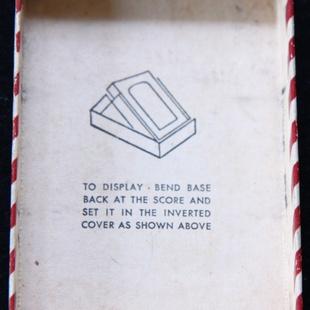 TO DISPLAY · BEND BASE
BACK AT THE SCORE AND
SET IT IN THE INVERTED
COVER AS SHOWN ABOVE